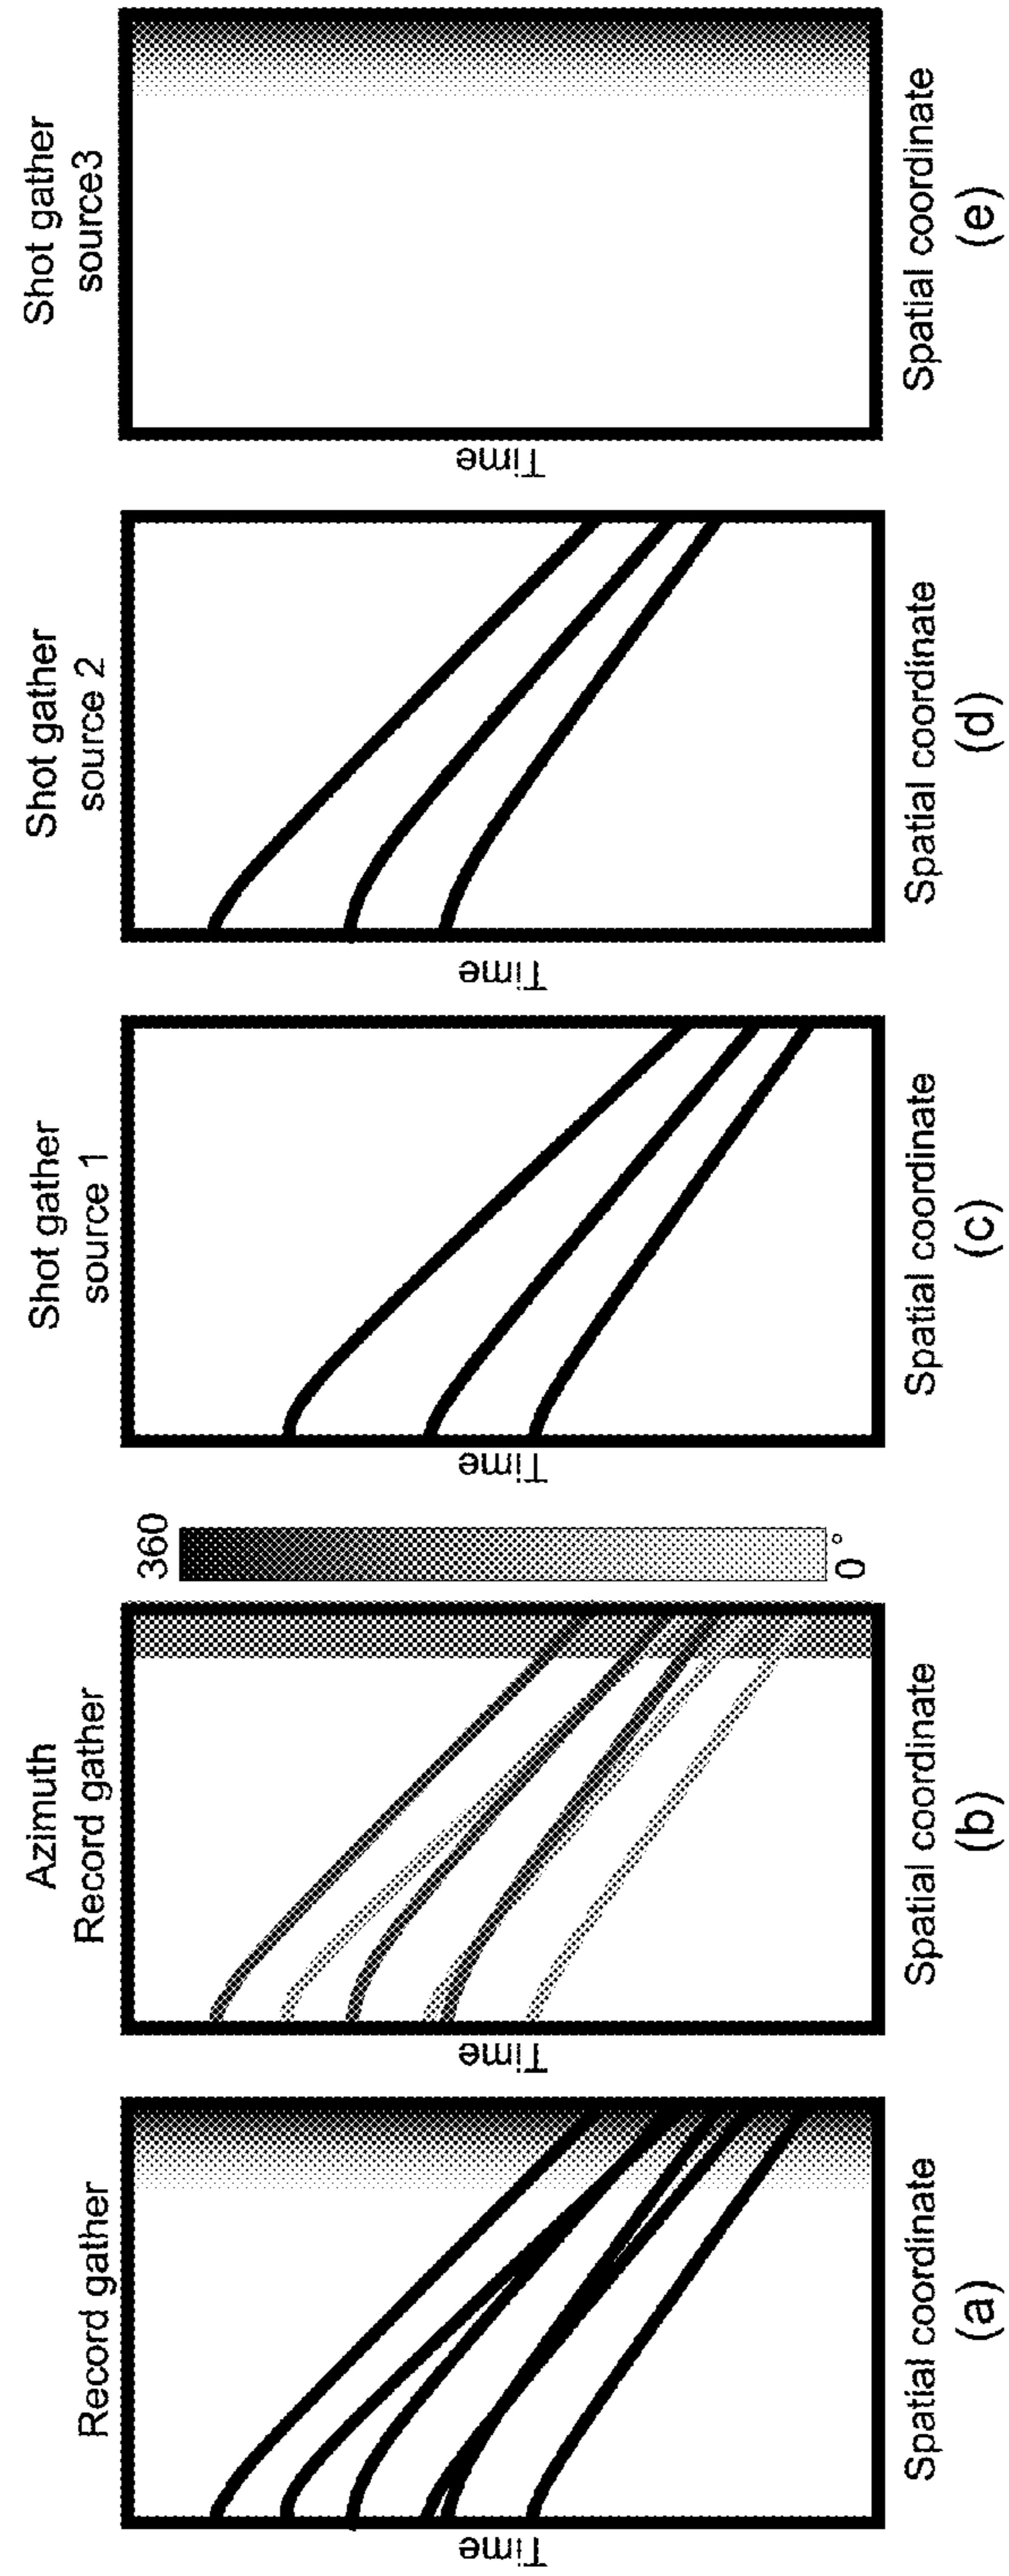 Record gather
Time
Spatial coordinate
(a)
Azimuth
Record gather
360
0°
Time
Spatial coordinate
(b)
Shot gather
source 1
Time
Spatial coordinate
(c)
Shot gather
source 2
Time
Spatial coordinate
(d)
Shot gather
source3
Time
Spatial coordinate
(e)